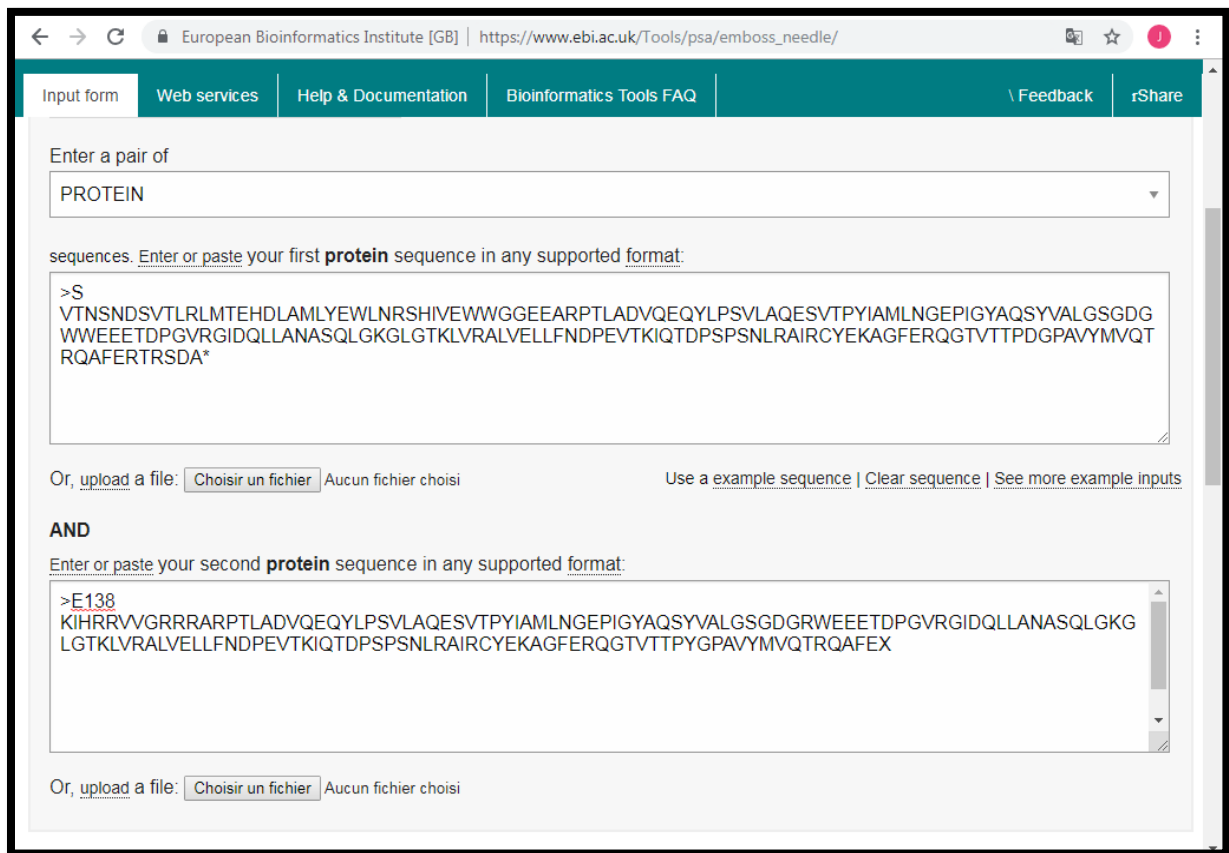 European Bioinformatics Institute [GB] | https://www.ebi.ac.uk/Tools/psa/emboss_needle/ J
Input form Web services Help & Documentation Bioinformatics Tools FAQ \ Feedback rShare
Enter a pair of
PROTEIN
sequences. Enter or paste your first protein sequence in any supported format:
>S
VTNSNDSVTLRLMTEHDLAMLYEWLNRSHIVEWWGGEEARPTLADVQEQYLPSVLAQESVTPYIAMLNGEPIGYAQSYVALGSGDG
WWEEETDPGVRGIDQLLANASQLGKGLGTKLVRALVELLFNDPEVTKIQTDPSPSNLRAIRCYEKAGFERQGTVTTPDGPAVYMVQT
RQAFERTRSDA*
Or, upload a file: Choisir un fichier Aucun fichier choisi Use a example sequence | Clear sequence | See more example inputs
AND
Enter or paste your second protein sequence in any supported format:
>E138
KIHRRVVGRRRARPTLADVQEQYLPSVLAQESVTPYIAMLNGEPIGYAQSYVALGSGDGRWEEETDPGVRGIDQLLANASQLGKG
LGTKLVRALVELLFNDPEVTKIQTDPSPSNLRAIRCYEKAGFERQGTVTTPYGPAVYMVQTRQAFEX
Or, upload a file: Choisir un fichier Aucun fichier choisi